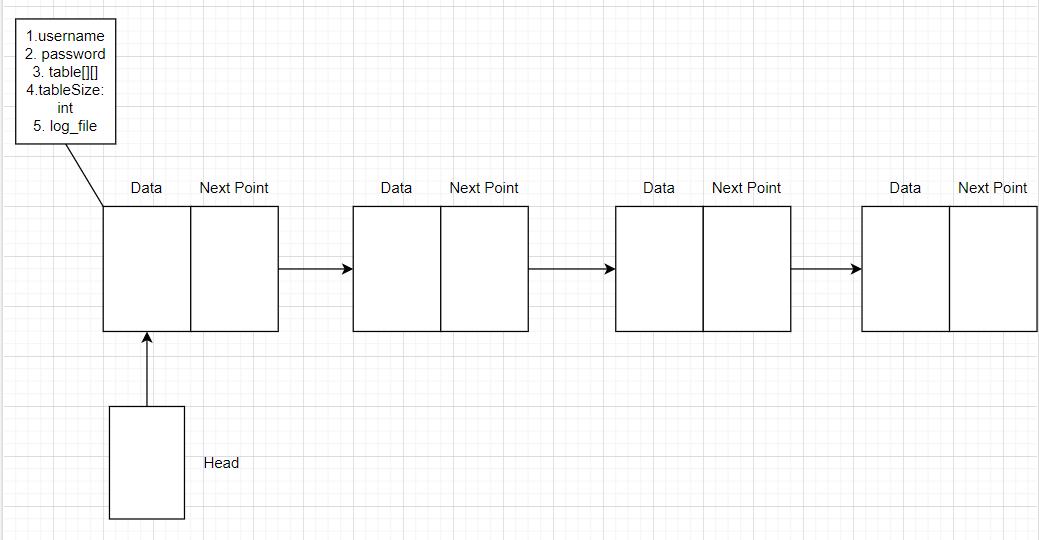 1.username
2. password
3. table[][]
4.tableSize:
int
5. log_file
Data Next Point Data Next Point Data Next Point Data Next Point
Head